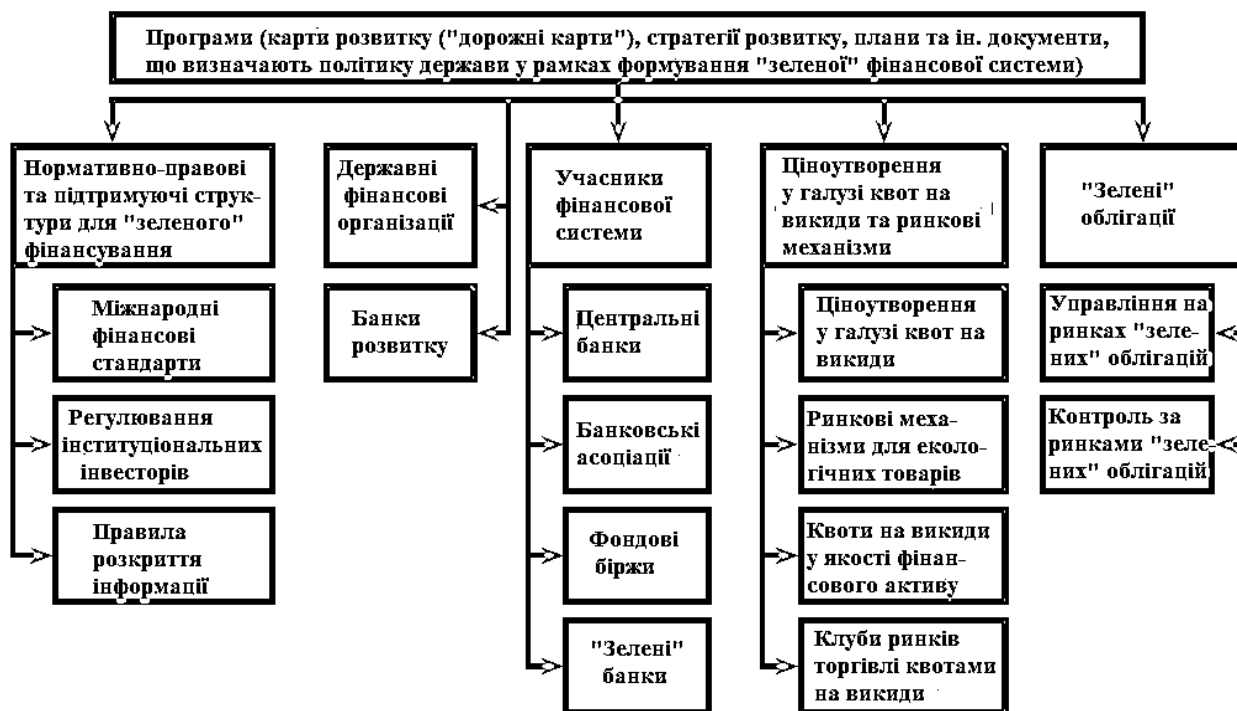 Програми (карти розвитку ("дорожні карти"), стратегії розвитку, плани та ін. документи,
що визначають політику держави у рамках формування "зеленої" фінансової системи)
Нормативно-правові
та підтримуючі струк-
тури для "зеленого"
фінансування
Міжнародні
фінансові
стандарти
Регулювання
інституціональних
інвесторів
Правила
розкриття
інформації
Державні
фінансові
організації
Банки
розвитку
Учасники
фінансової
системи
Центральні
банки
Банковські
асоціації
Фондові
біржи
"Зелені"
банки
Ціноутворення
у галузі квот на
викиди та ринкові
механізми
Ціноутворення
у галузі квот на
викиди
Ринкові меха-
нізми для еколо-
гічних товарів
Квоти на викиди
у якості фінан-
сового активу
Клуби ринків
торгівлі квотами
на викиди
"Зелені"
облігації
Управління на
ринках "зеле-
них" облігацій
Контроль за
ринками "зеле-
них" облігацій